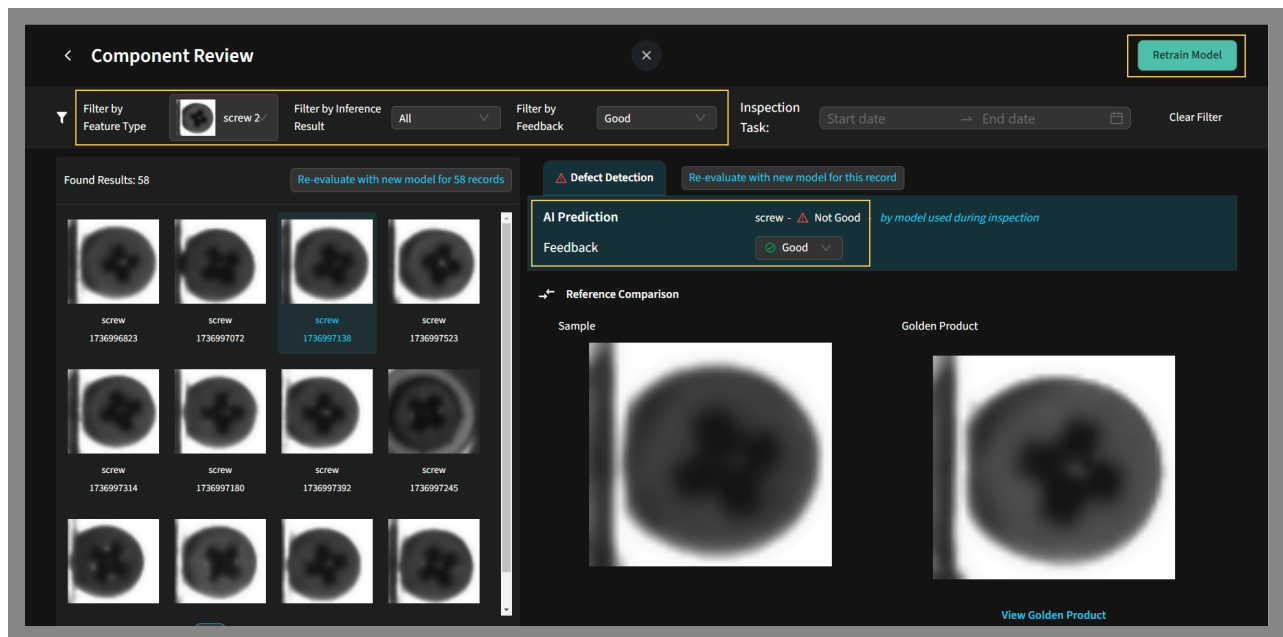 Component Review
Retrain Model
Filter by
Feature Type
screw 2
Filter by Inference
Result
All
Filter by
Feedback
Good
Inspection
Task:
Start date
End date
Clear Filter
Found Results: 58
Re-evaluate with new model for 58 records
Defect Detection
Re-evaluate with new model for this record
AI Prediction
screw - Not Good - by model used during inspection
Feedback
Good
Reference Comparison
Sample
Golden Product
screw
1736996823
screw
1736997072
screw
1736997138
screw
1736997523
screw
1736997314
screw
1736997180
screw
1736997392
screw
1736997245
View Golden Product